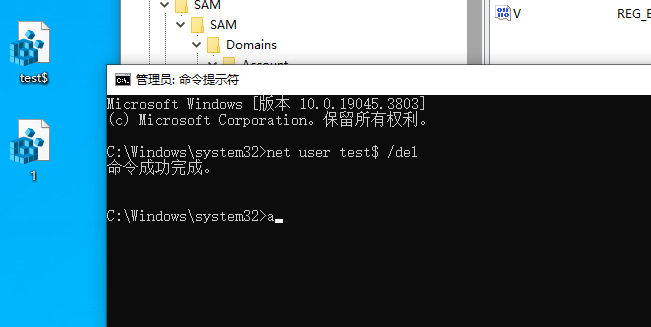 SAM
SAM
Domains
V
REG_
test$
1
管理员: 命令提示符
Microsoft Windows [版本 10.0.19045.3803]
(c) Microsoft Corporation。保留所有权利。
C:\Windows\system32>net user test$ /del
命令成功完成。
C:\Windows\system32>a